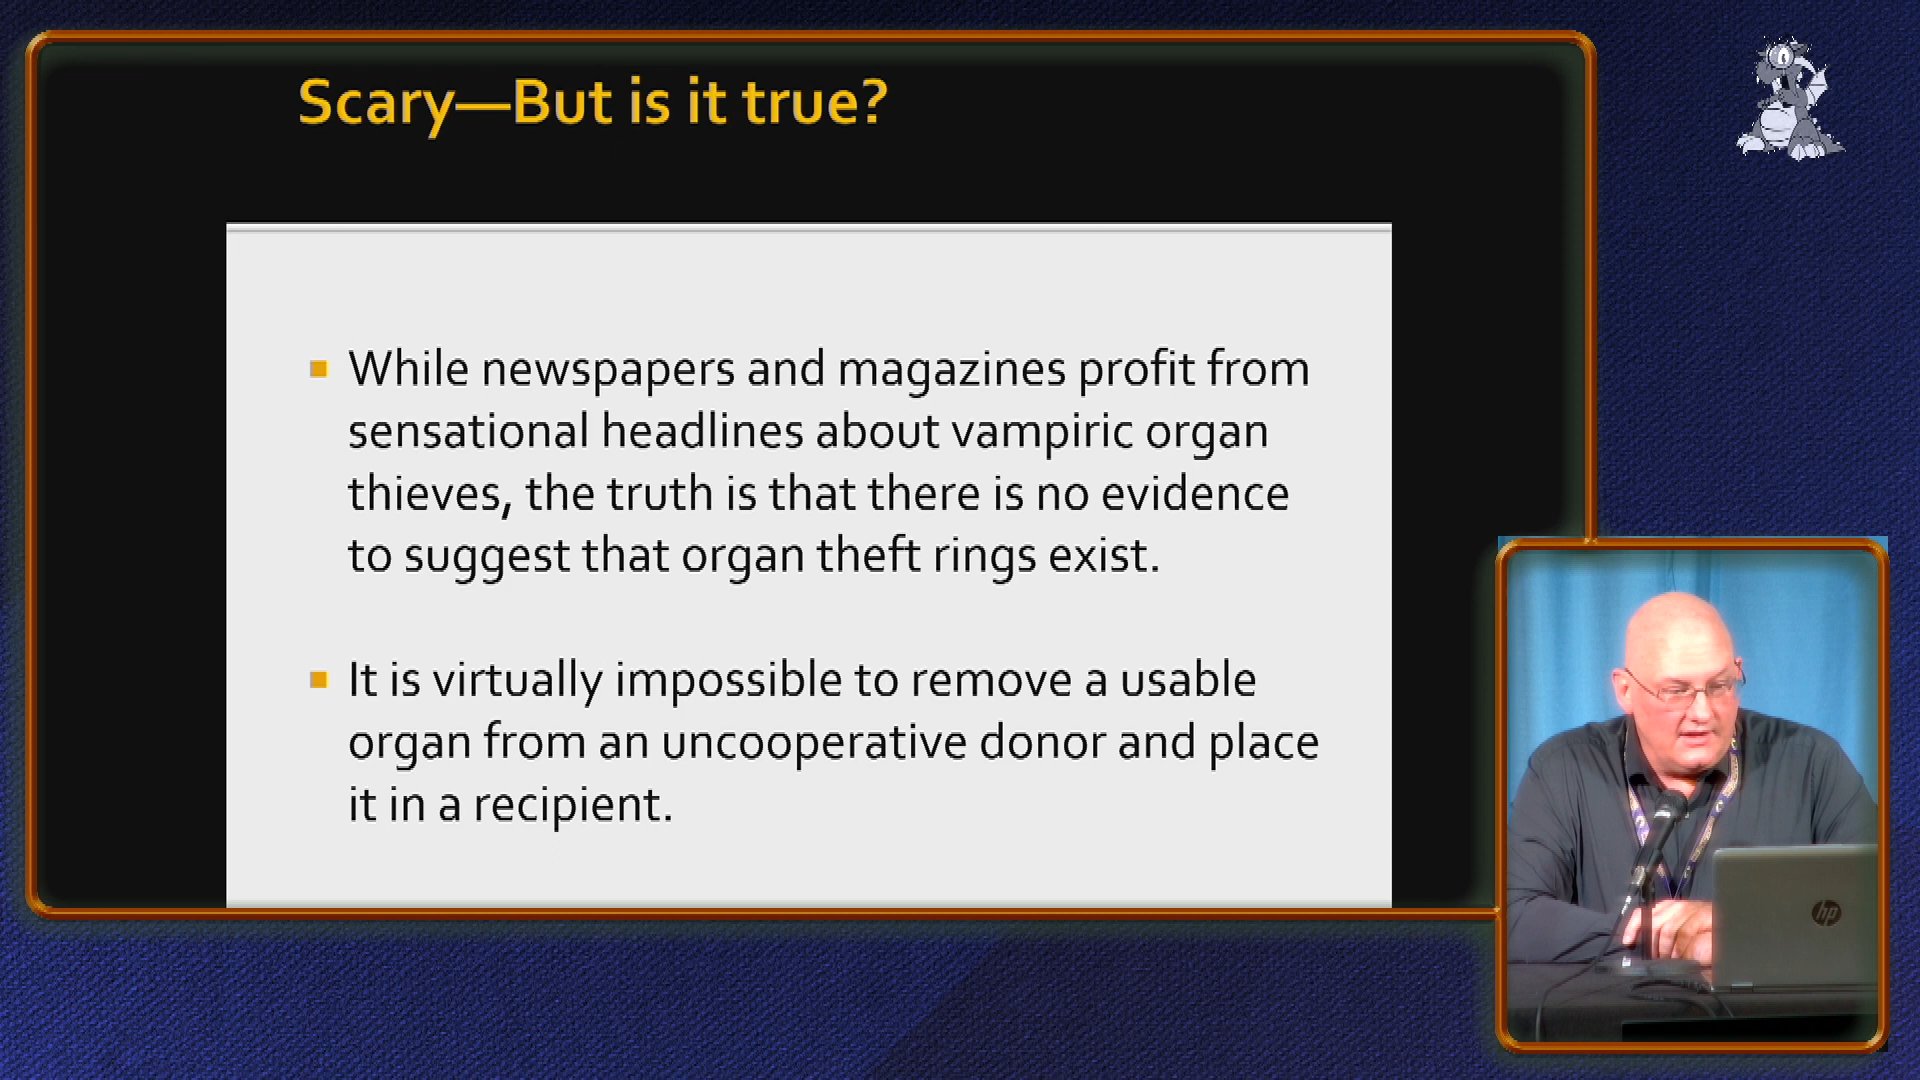 Scary—But is it true?
While newspapers and magazines profit from
sensational headlines about vampiric organ
thieves, the truth is that there is no evidence
to suggest that organ theft rings exist.
It is virtually impossible to remove a usable
organ from an uncooperative donor and place
it in a recipient.
hp